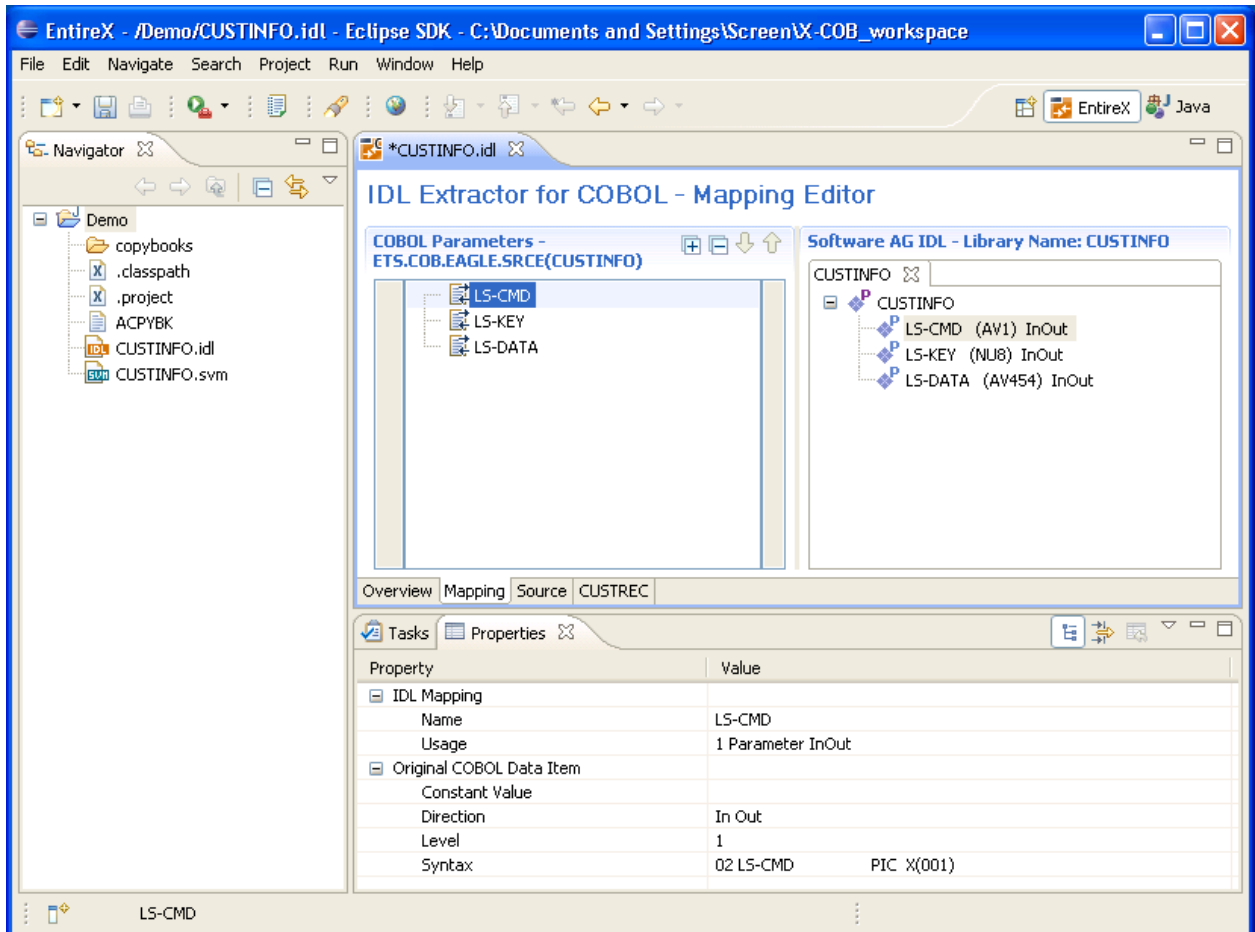 EntireX - /Demo/CUSTINFO.idl - Eclipse SDK - C:\Documents and Settings\Screen\X-COB_workspace
File Edit Navigate Search Project Run Window Help
EntireX Java
Navigator
Demo
copybooks
.classpath
.project
ACPYBK
CUSTINFO.idl
CUSTINFO.svm
*CUSTINFO.idl
IDL Extractor for COBOL - Mapping Editor
COBOL Parameters -
ETS.COB.EAGLE.SRCE(CUSTINFO)
LS-CMD
LS-KEY
LS-DATA
Software AG IDL - Library Name: CUSTINFO
CUSTINFO
CUSTINFO
LS-CMD (AV1) InOut
LS-KEY (NU8) InOut
LS-DATA (AV454) InOut
Overview Mapping Source CUSTREC
Tasks Properties
Property Value
IDL Mapping
Name LS-CMD
Usage 1 Parameter InOut
Original COBOL Data Item
Constant Value
Direction In Out
Level 1
Syntax 02 LS-CMD PIC X(001)
LS-CMD